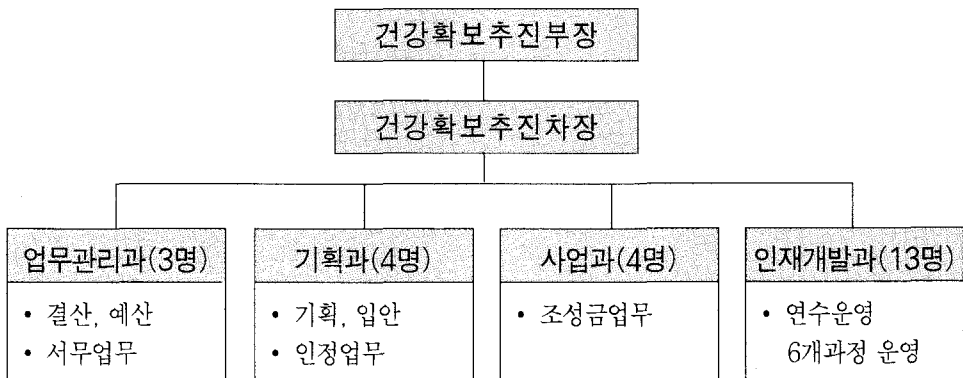 건강확보추진부장
건강확보추진차장
업무관리과(3명)
• 결산, 예산
• 서무업무
기획과(4명)
• 기획, 입안
• 인정업무
사업과(4명)
• 조성금업무
인재개발과(13명)
• 연수운영
6개과정 운영